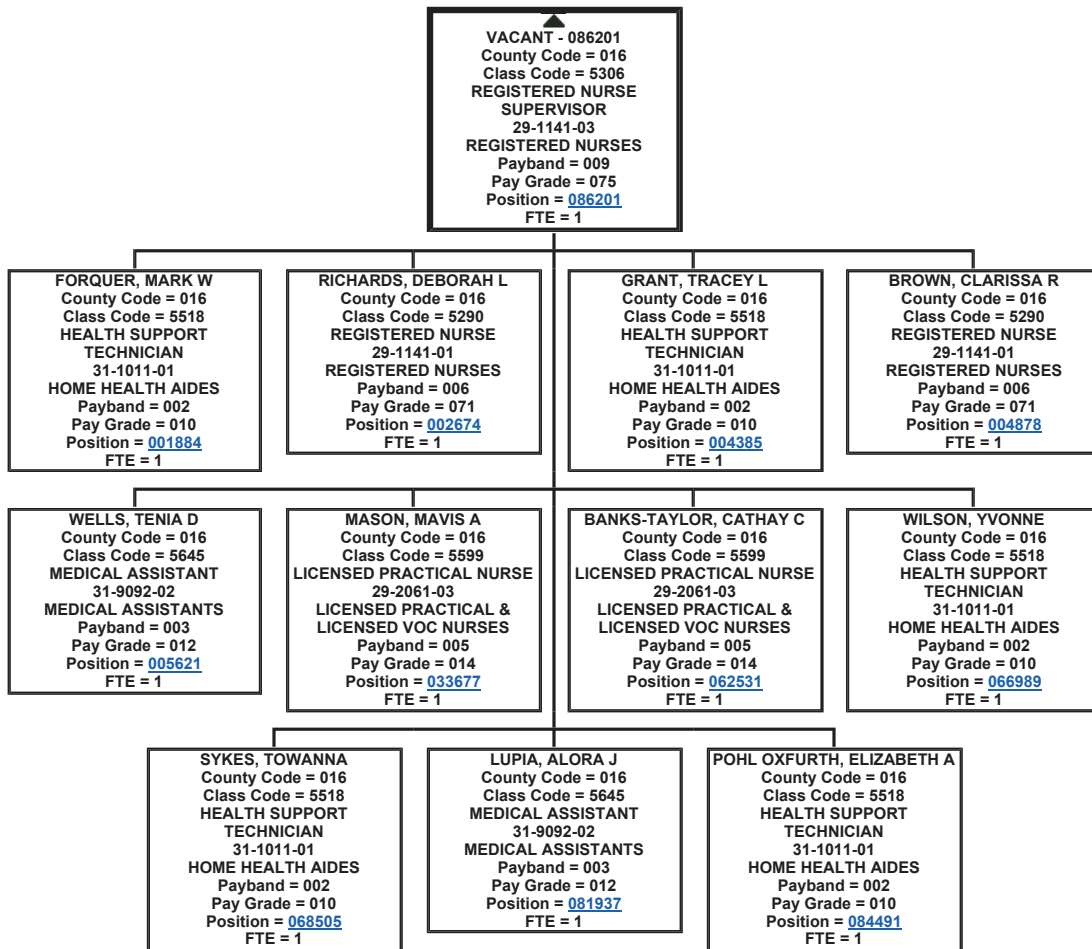 VACANT - 086201
County Code = 016
Class Code = 5306
REGISTERED NURSE
SUPERVISOR
29-1141-03
REGISTERED NURSES
Payband = 009
Pay Grade = 075
Position = 086201
FTE = 1
FORQUER, MARK W
County Code = 016
Class Code = 5518
HEALTH SUPPORT
TECHNICIAN
31-1011-01
HOME HEALTH AIDES
Payband = 002
Pay Grade = 010
Position = 001884
FTE = 1
RICHARDS, DEBORAH L
County Code = 016
Class Code = 5290
REGISTERED NURSE
29-1141-01
REGISTERED NURSES
Payband = 006
Pay Grade = 071
Position = 002674
FTE = 1
GRANT, TRACEY L
County Code = 016
Class Code = 5518
HEALTH SUPPORT
TECHNICIAN
31-1011-01
HOME HEALTH AIDES
Payband = 002
Pay Grade = 010
Position = 004385
FTE = 1
BROWN, CLARISSA R
County Code = 016
Class Code = 5290
REGISTERED NURSE
29-1141-01
REGISTERED NURSES
Payband = 006
Pay Grade = 071
Position = 004878
FTE = 1
WELLS, TENIA D
County Code = 016
Class Code = 5645
MEDICAL ASSISTANT
31-9092-02
MEDICAL ASSISTANTS
Payband = 003
Pay Grade = 012
Position = 005621
FTE = 1
MASON, MAVIS A
County Code = 016
Class Code = 5599
LICENSED PRACTICAL NURSE
29-2061-03
LICENSED PRACTICAL &
LICENSED VOC NURSES
Payband = 005
Pay Grade = 014
Position = 033677
FTE = 1
BANKS-TAYLOR, CATHAY C
County Code = 016
Class Code = 5599
LICENSED PRACTICAL NURSE
29-2061-03
LICENSED PRACTICAL &
LICENSED VOC NURSES
Payband = 005
Pay Grade = 014
Position = 062531
FTE = 1
WILSON, YVONNE
County Code = 016
Class Code = 5518
HEALTH SUPPORT
TECHNICIAN
31-1011-01
HOME HEALTH AIDES
Payband = 002
Pay Grade = 010
Position = 066989
FTE = 1
SYKES, TOWANNA
County Code = 016
Class Code = 5518
HEALTH SUPPORT
TECHNICIAN
31-1011-01
HOME HEALTH AIDES
Payband = 002
Pay Grade = 010
Position = 068505
FTE = 1
LUPIA, ALORA J
County Code = 016
Class Code = 5645
MEDICAL ASSISTANT
31-9092-02
MEDICAL ASSISTANTS
Payband = 003
Pay Grade = 012
Position = 081937
FTE = 1
POHL OXFURTH, ELIZABETH A
County Code = 016
Class Code = 5518
HEALTH SUPPORT
TECHNICIAN
31-1011-01
HOME HEALTH AIDES
Payband = 002
Pay Grade = 010
Position = 084491
FTE = 1